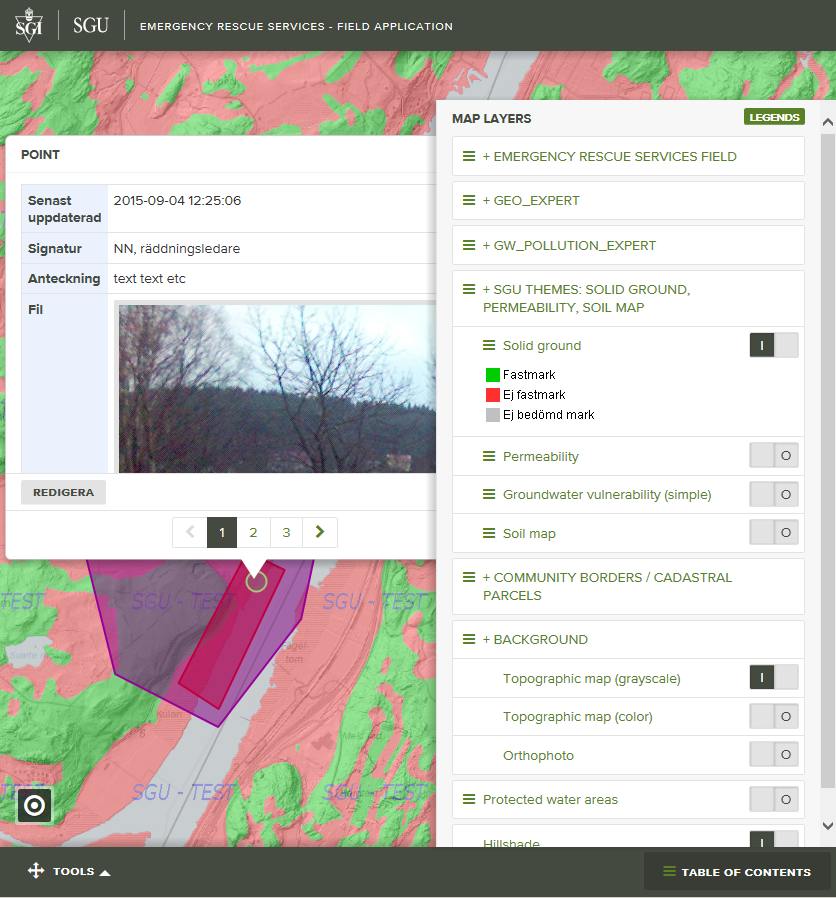 SGI
SGU
EMERGENCY RESCUE SERVICES - FIELD APPLICATION
POINT
Senast
uppdaterad
2015-09-04 12:25:06
Signatur
NN, räddningsledare
Anteckning
text text etc
Fil
REDIGERA
1
2
3
MAP LAYERS
LEGENDS
+ EMERGENCY RESCUE SERVICES FIELD
+ GEO_EXPERT
+ GW_POLLUTION_EXPERT
+ SGU THEMES: SOLID GROUND,
PERMEABILITY, SOIL MAP
Solid ground
I
Fastmark
Ej fastmark
Ej bedömd mark
Permeability
O
Groundwater vulnerability (simple)
O
Soil map
O
+ COMMUNITY BORDERS / CADASTRAL
PARCELS
+ BACKGROUND
Topographic map (grayscale)
I
Topographic map (color)
O
Orthophoto
O
Protected water areas
O
Hillshade
I
TEST
SGU - TEST
SGU - TEST
SGU - TEST
SGU - TEST
TOOLS
TABLE OF CONTENTS